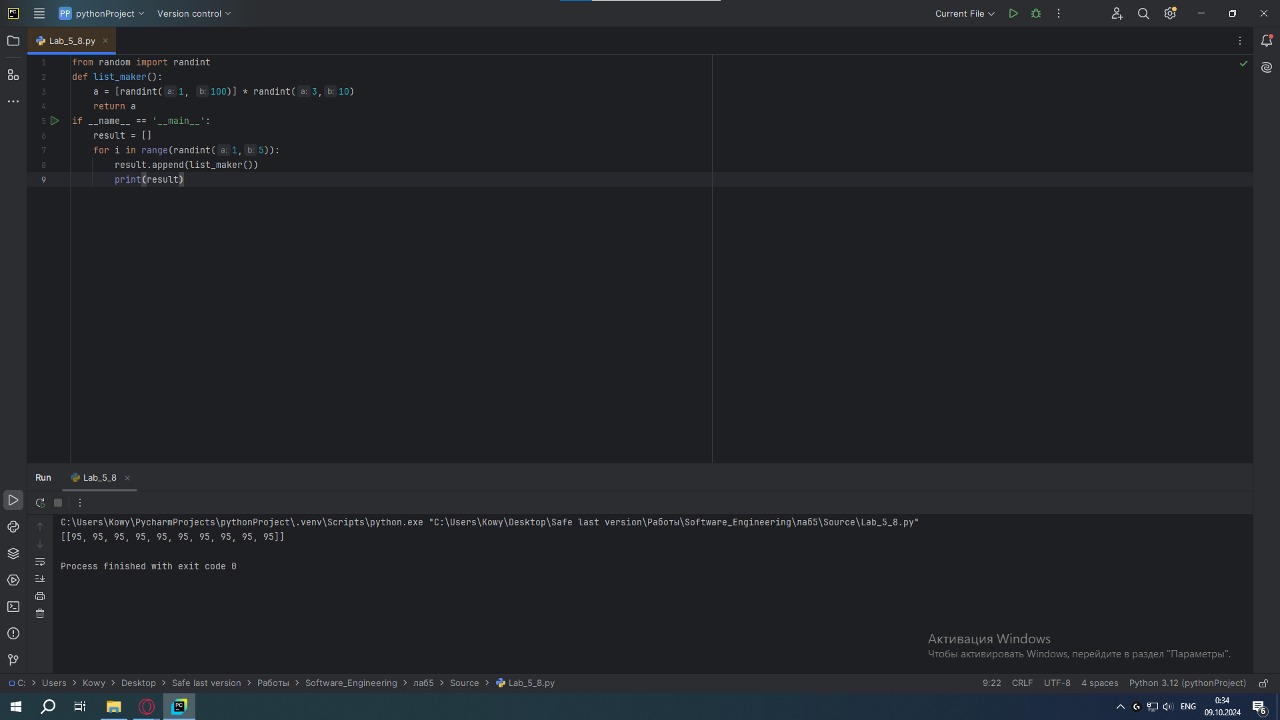 PC
PP pythonProject
Version control
Current File
Lab_5_8.py
1 from random import randint
2 def list_maker():
3 a = [randint( a: 1, b: 100)] * randint( a: 3, b: 10)
4 return a
5 if __name__ == '__main__':
6 result = []
7 for i in range(randint( a: 1, b: 5)):
8 result.append(list_maker())
9 print(result)
Run
Lab_5_8
C:\Users\Kowy\PycharmProjects\pythonProject\.venv\Scripts\python.exe "C:\Users\Kowy\Desktop\Safe last version\Работы\Software_Engineering\лаб5\Source\Lab_5_8.py"
[[95, 95, 95, 95, 95, 95, 95, 95, 95, 95]]
Process finished with exit code 0
Активация Windows
Чтобы активировать Windows, перейдите в раздел "Параметры".
C: Users Kowy Desktop Safe last version Работы Software_Engineering лаб5 Source Lab_5_8.py
9:22 CRLF UTF-8 4 spaces Python 3.12 (pythonProject)
PC
ENG
0:34
09.10.2024